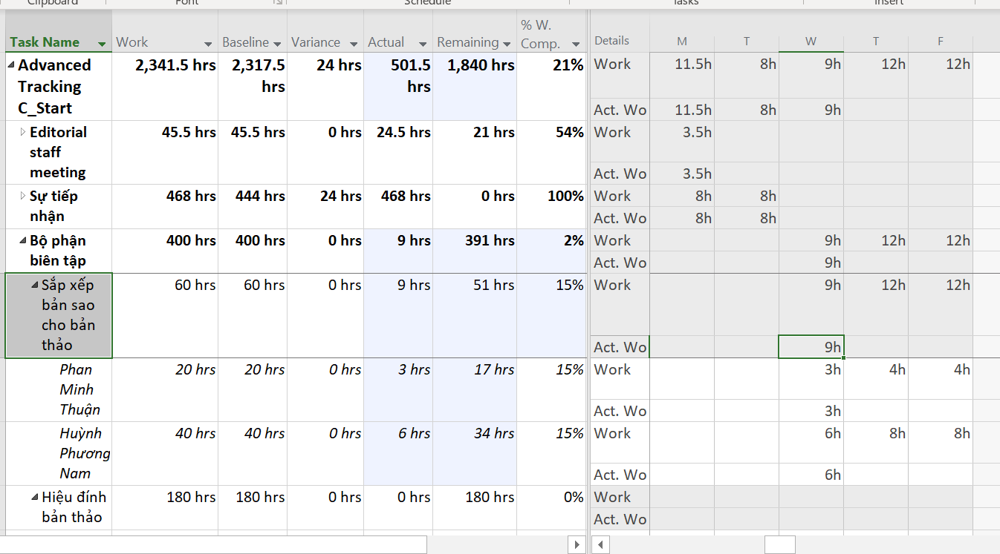 Clipboard Font Schedule Tasks Insert
% W.
Task Name Work Baseline Variance Actual Remaining Comp. Details M T W T F
Advanced 2,341.5 hrs 2,317.5 24 hrs 501.5 1,840 hrs 21% Work 11.5h 8h 9h 12h 12h
Tracking hrs hrs
C_Start Act. Wo 11.5h 8h 9h
Editorial 45.5 hrs 45.5 hrs 0 hrs 24.5 hrs 21 hrs 54% Work 3.5h
staff
meeting Act. Wo 3.5h
Sự tiếp 468 hrs 444 hrs 24 hrs 468 hrs 0 hrs 100% Work 8h 8h
nhận Act. Wo 8h 8h
Bộ phận 400 hrs 400 hrs 0 hrs 9 hrs 391 hrs 2% Work 9h 12h 12h
biên tập Act. Wo 9h
Sắp xếp 60 hrs 60 hrs 0 hrs 9 hrs 51 hrs 15% Work 9h 12h 12h
bản sao
cho bản
thảo Act. Wo 9h
Phan 20 hrs 20 hrs 0 hrs 3 hrs 17 hrs 15% Work 3h 4h 4h
Minh
Thuận Act. Wo 3h
Huỳnh 40 hrs 40 hrs 0 hrs 6 hrs 34 hrs 15% Work 6h 8h 8h
Phương
Nam Act. Wo 6h
Hiệu đính 180 hrs 180 hrs 0 hrs 0 hrs 180 hrs 0% Work
bản thảo Act. Wo